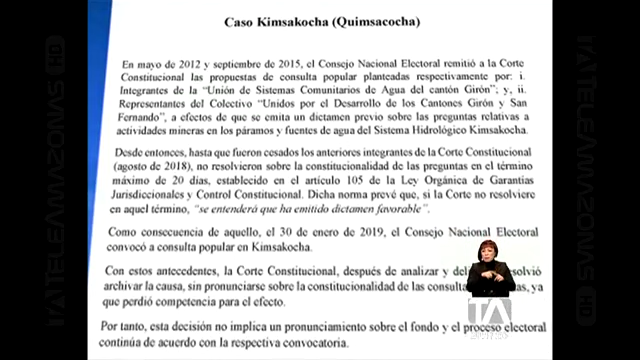 Caso Kimsakocha (Quimsacocha)
En mayo de 2012 y septiembre de 2015, el Consejo Nacional Electoral remitió a la Corte
Constitucional las propuestas de consulta popular planteadas respectivamente por: i.
Integrantes de la “Unión de Sistemas Comunitarios de Agua del cantón Girón”; y, ii.
Representantes del Colectivo “Unidos por el Desarrollo de los Cantones Girón y San
Fernando”, a efectos de que se emita un dictamen previo sobre las preguntas relativas a
actividades mineras en los páramos y fuentes de agua del Sistema Hidrológico Kimsakocha.
Desde entonces, hasta que fueron cesados los anteriores integrantes de la Corte Constitucional
(agosto de 2018), no resolvieron sobre la constitucionalidad de las preguntas en el término
máximo de 20 días, establecido en el artículo 105 de la Ley Orgánica de Garantías
Jurisdiccionales y Control Constitucional. Dicha norma prevé que, si la Corte no resolviere
en aquel término, “se entenderá que ha emitido dictamen favorable”.
Como consecuencia de aquello, el 30 de enero de 2019, el Consejo Nacional Electoral
convocó a consulta popular en Kimsakocha.
Con estos antecedentes, la Corte Constitucional, después de analizar y resolvió
archivar la causa, sin pronunciarse sobre la constitucionalidad de las consultas ya
que perdió competencia para el efecto.
Por tanto, esta decisión no implica un pronunciamiento sobre el fondo y el proceso electoral
continúa de acuerdo con la respectiva convocatoria.
TELEAMAZONAS HD
TELEAMAZONAS HD
TA